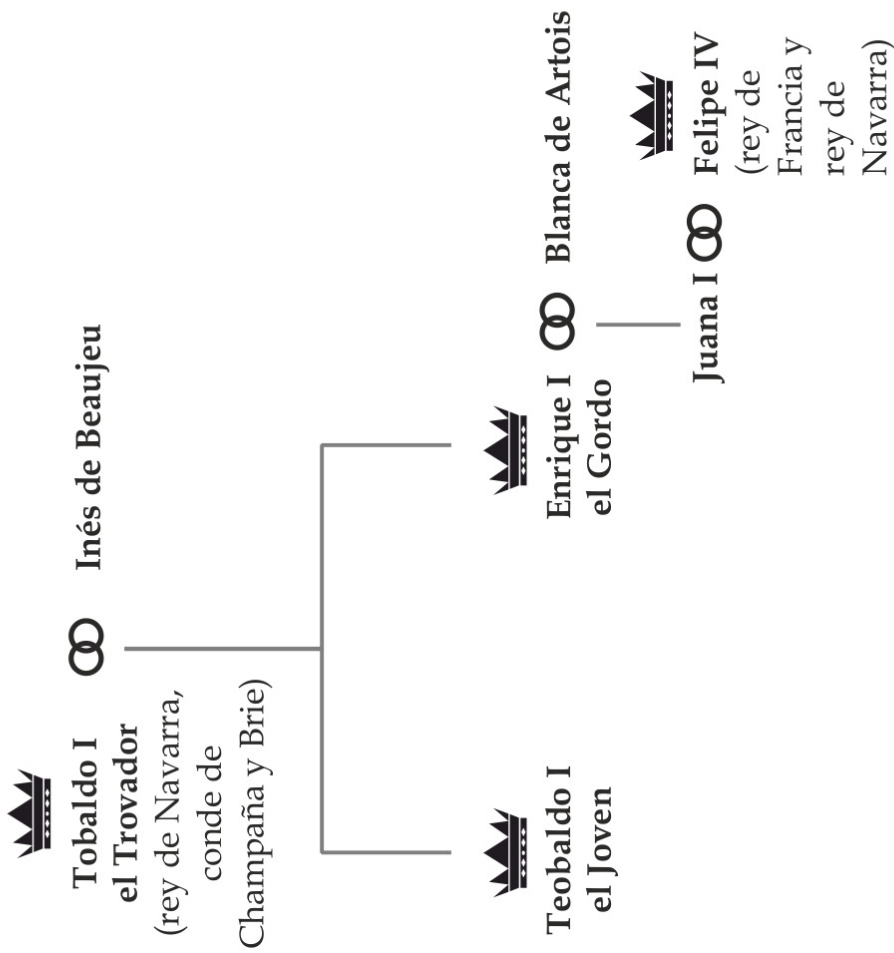 Tobaldo I
el Trovador
(rey de Navarra,
conde de
Champaña y Brie)
Inés de Beaujeu
Teobaldo I
el Joven
Enrique I
el Gordo
Blanca de Artois
Juana I
Felipe IV
(rey de
Francia y
rey de
Navarra)